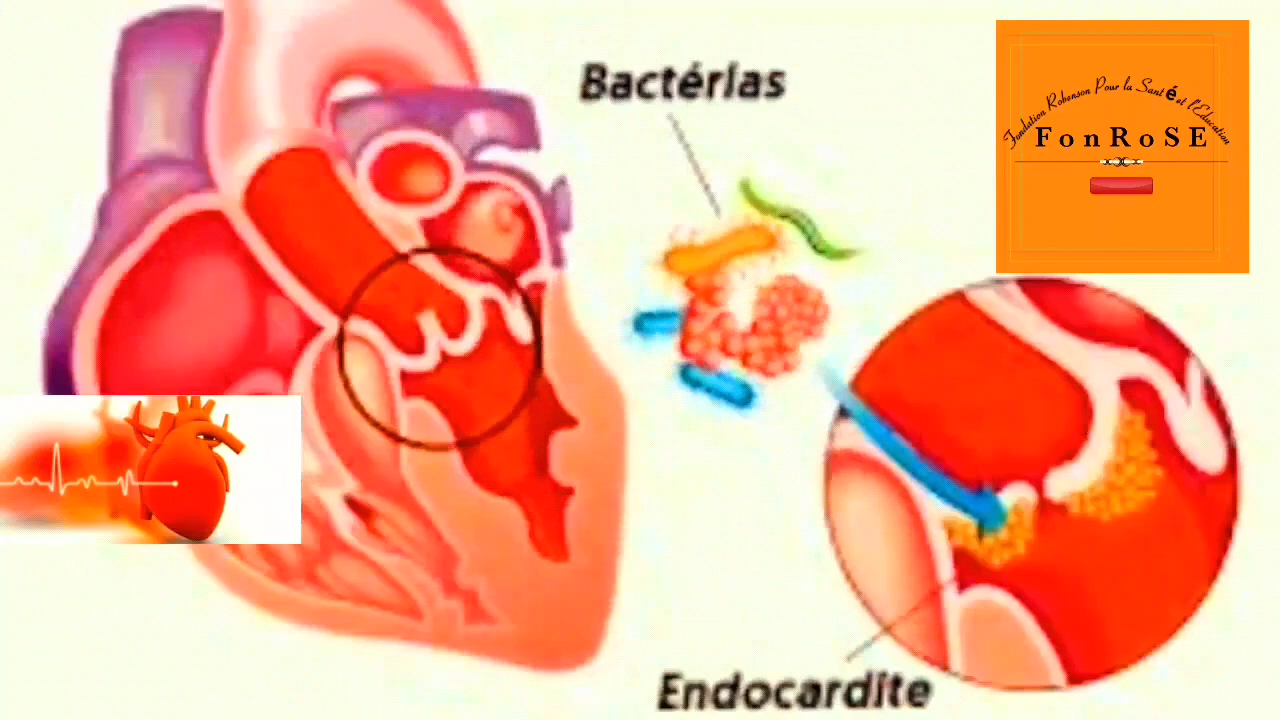 Bactérias
Fondation Robenson Pour la Santé et l'Education
FonRoSE
Endocardite